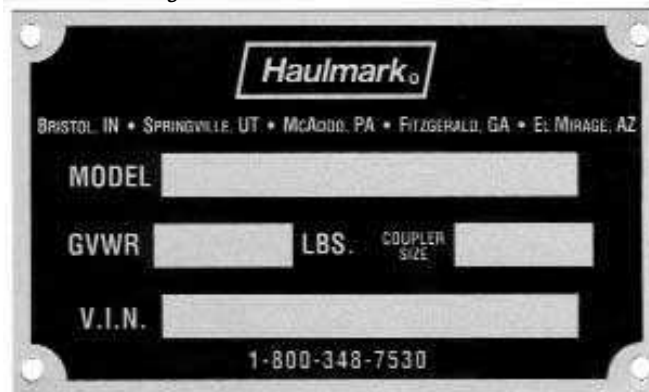 Haulmark®
BRISTOL, IN • SPRINGVILLE, UT • MCADOO, PA • FITZGERALD, GA • EL MIRAGE, AZ
MODEL
GVWR LBS. COUPLER SIZE
V.I.N.
1-800-348-7530